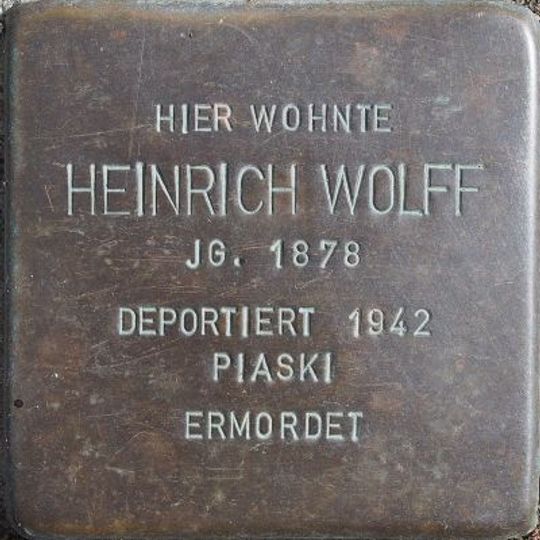 HIER WOHNTE
HEINRICH WOLFF
JG. 1878
DEPORTIERT 1942
PIASKI
ERMORDET